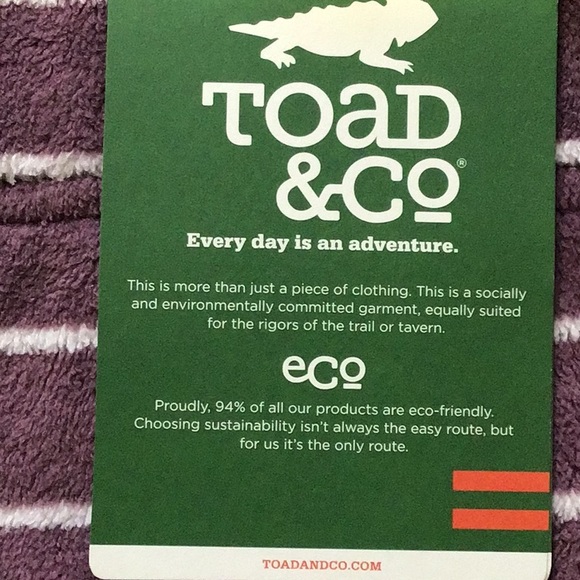 TOAD
&CO®
Every day is an adventure.
This is more than just a piece of clothing. This is a socially
and environmentally committed garment, equally suited
for the rigors of the trail or tavern.
eco
Proudly, 94% of all our products are eco-friendly.
Choosing sustainability isn't always the easy route, but
for us it's the only route.
TOADANDCO.COM